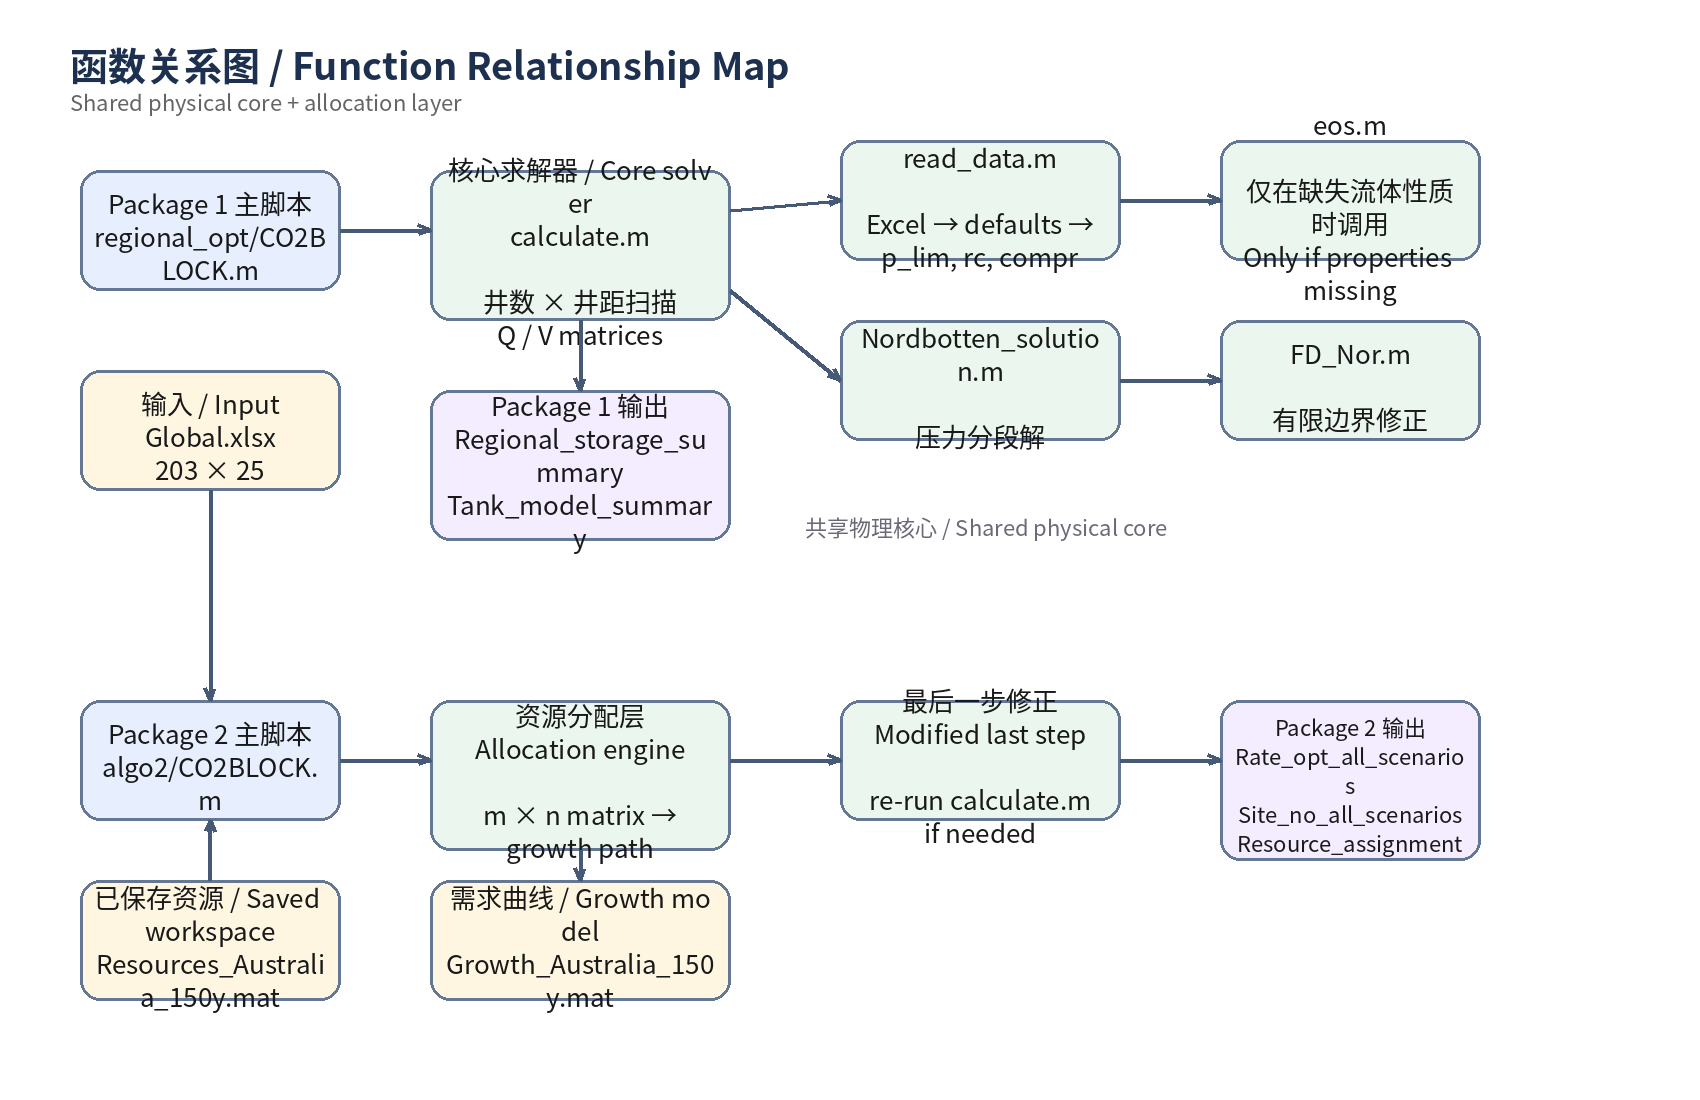 函数关系图 / Function Relationship Map
Shared physical core + allocation layer
Package 1 主脚本
regional_opt/CO2B
LOCK.m
核心求解器 / Core solv
er
calculate.m
井数 × 井距扫描
Q / V matrices
read_data.m
Excel → defaults →
p_lim, rc, compr
eos.m
仅在缺失流体性质
时调用
Only if properties
missing
输入 / Input
Global.xlsx
203 × 25
Package 1 输出
Regional_storage_su
mmary
Tank_model_summar
y
Nordbotten_solutio
n.m
压力分段解
FD_Nor.m
有限边界修正
共享物理核心 / Shared physical core
Package 2 主脚本
algo2/CO2BLOCK.
m
资源分配层
Allocation engine
m × n matrix →
growth path
最后一步修正
Modified last step
re-run calculate.m
if needed
Package 2 输出
Rate_opt_all_scenario
s
Site_no_all_scenarios
Resource_assignment
已保存资源 / Saved
workspace
Resources_Australi
a_150y.mat
需求曲线 / Growth mo
del
Growth_Australia_150
y.mat